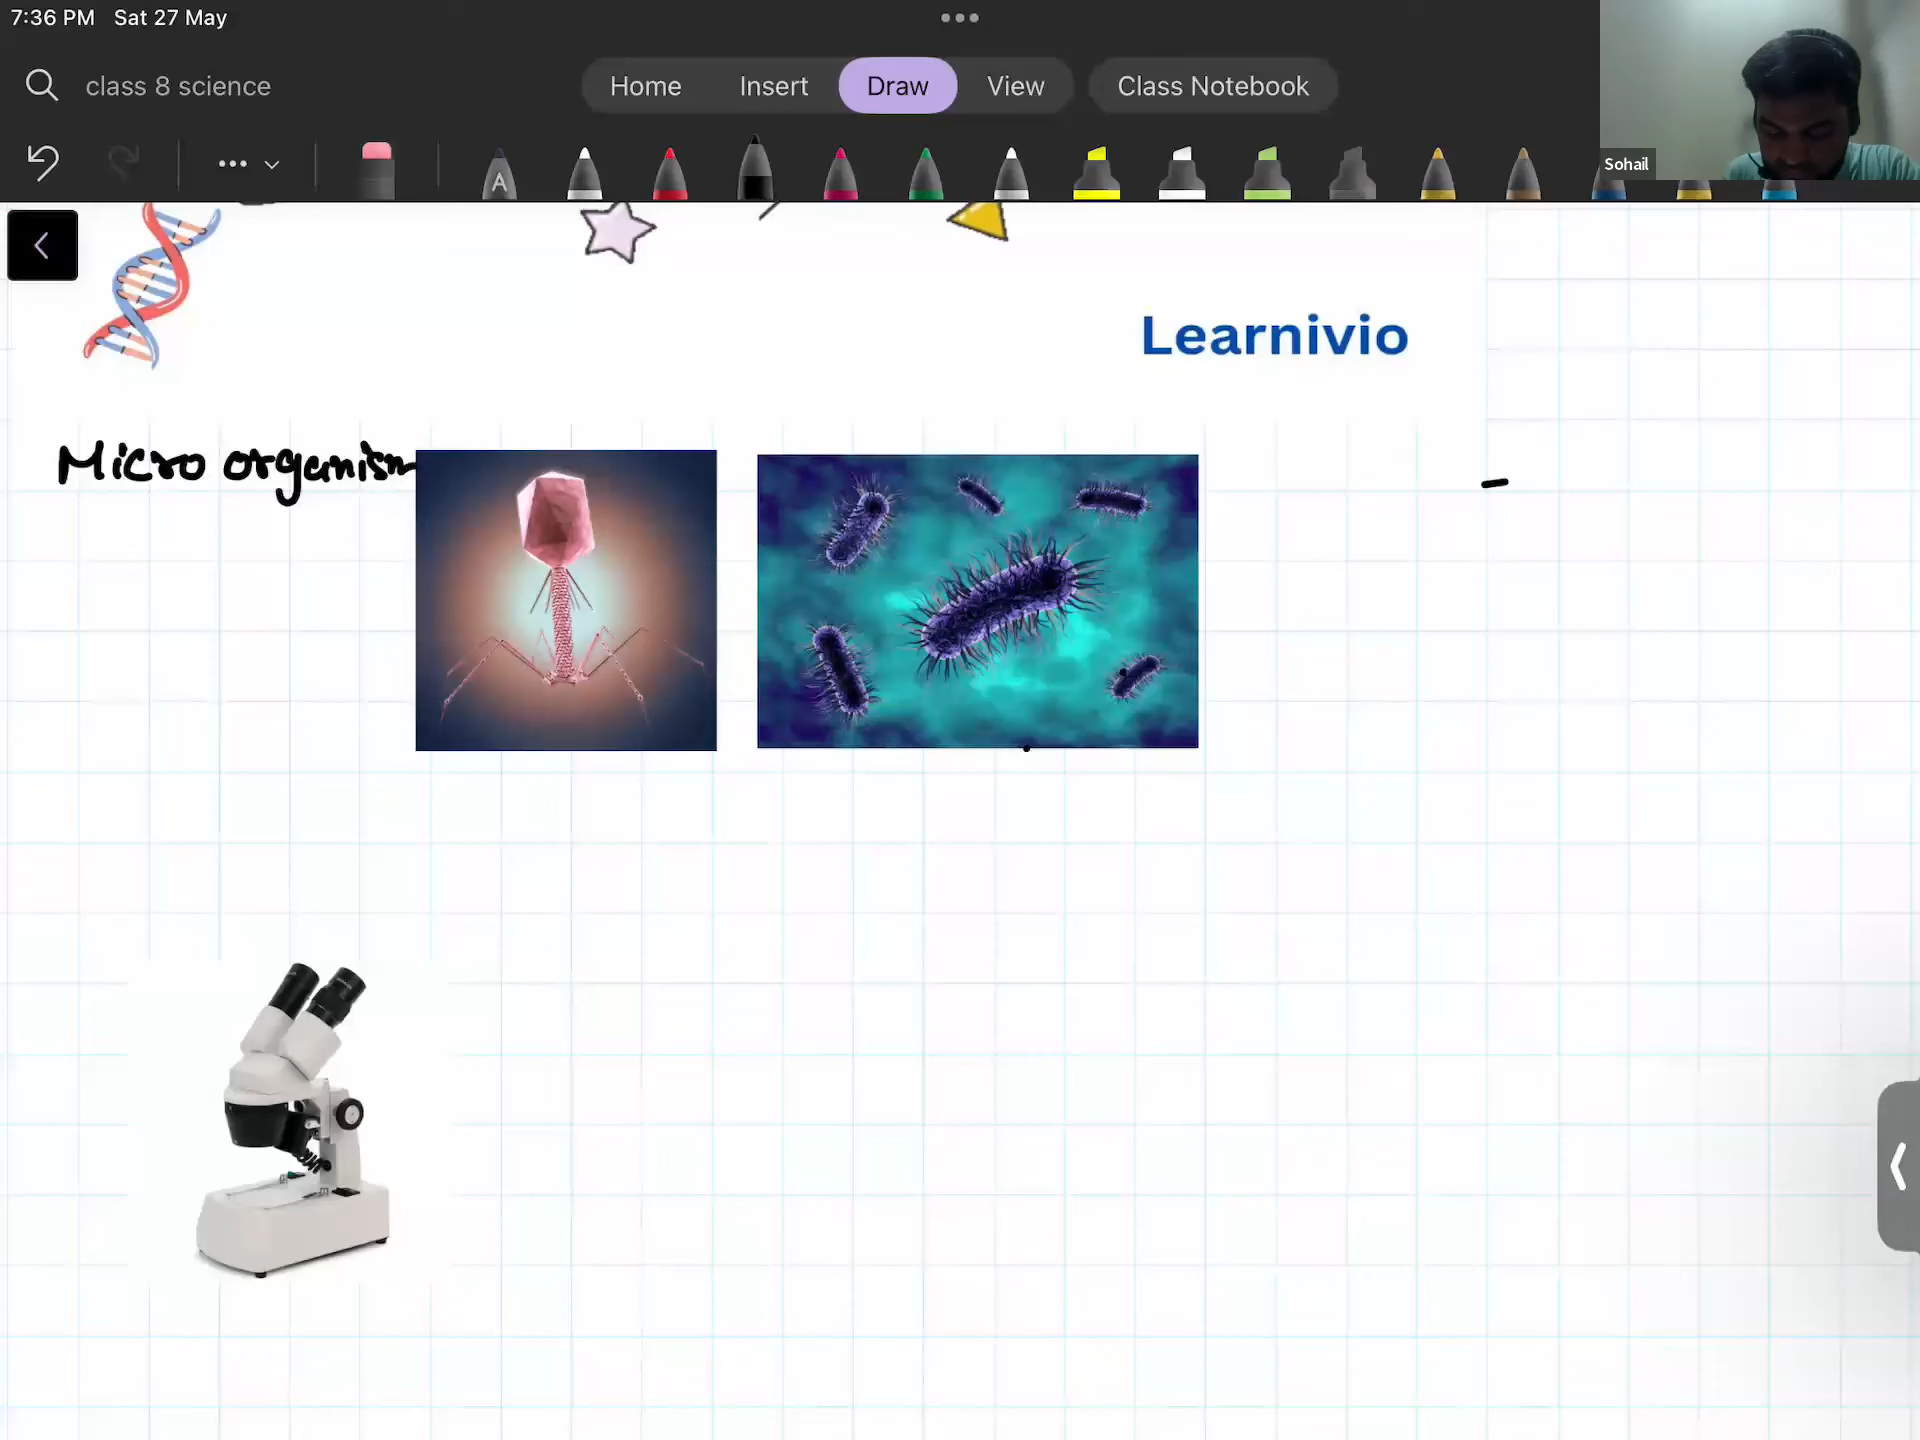 7:36 PM Sat 27 May
class 8 science
Home Insert Draw View Class Notebook
A
Sohail
Learnivio
Micro organism